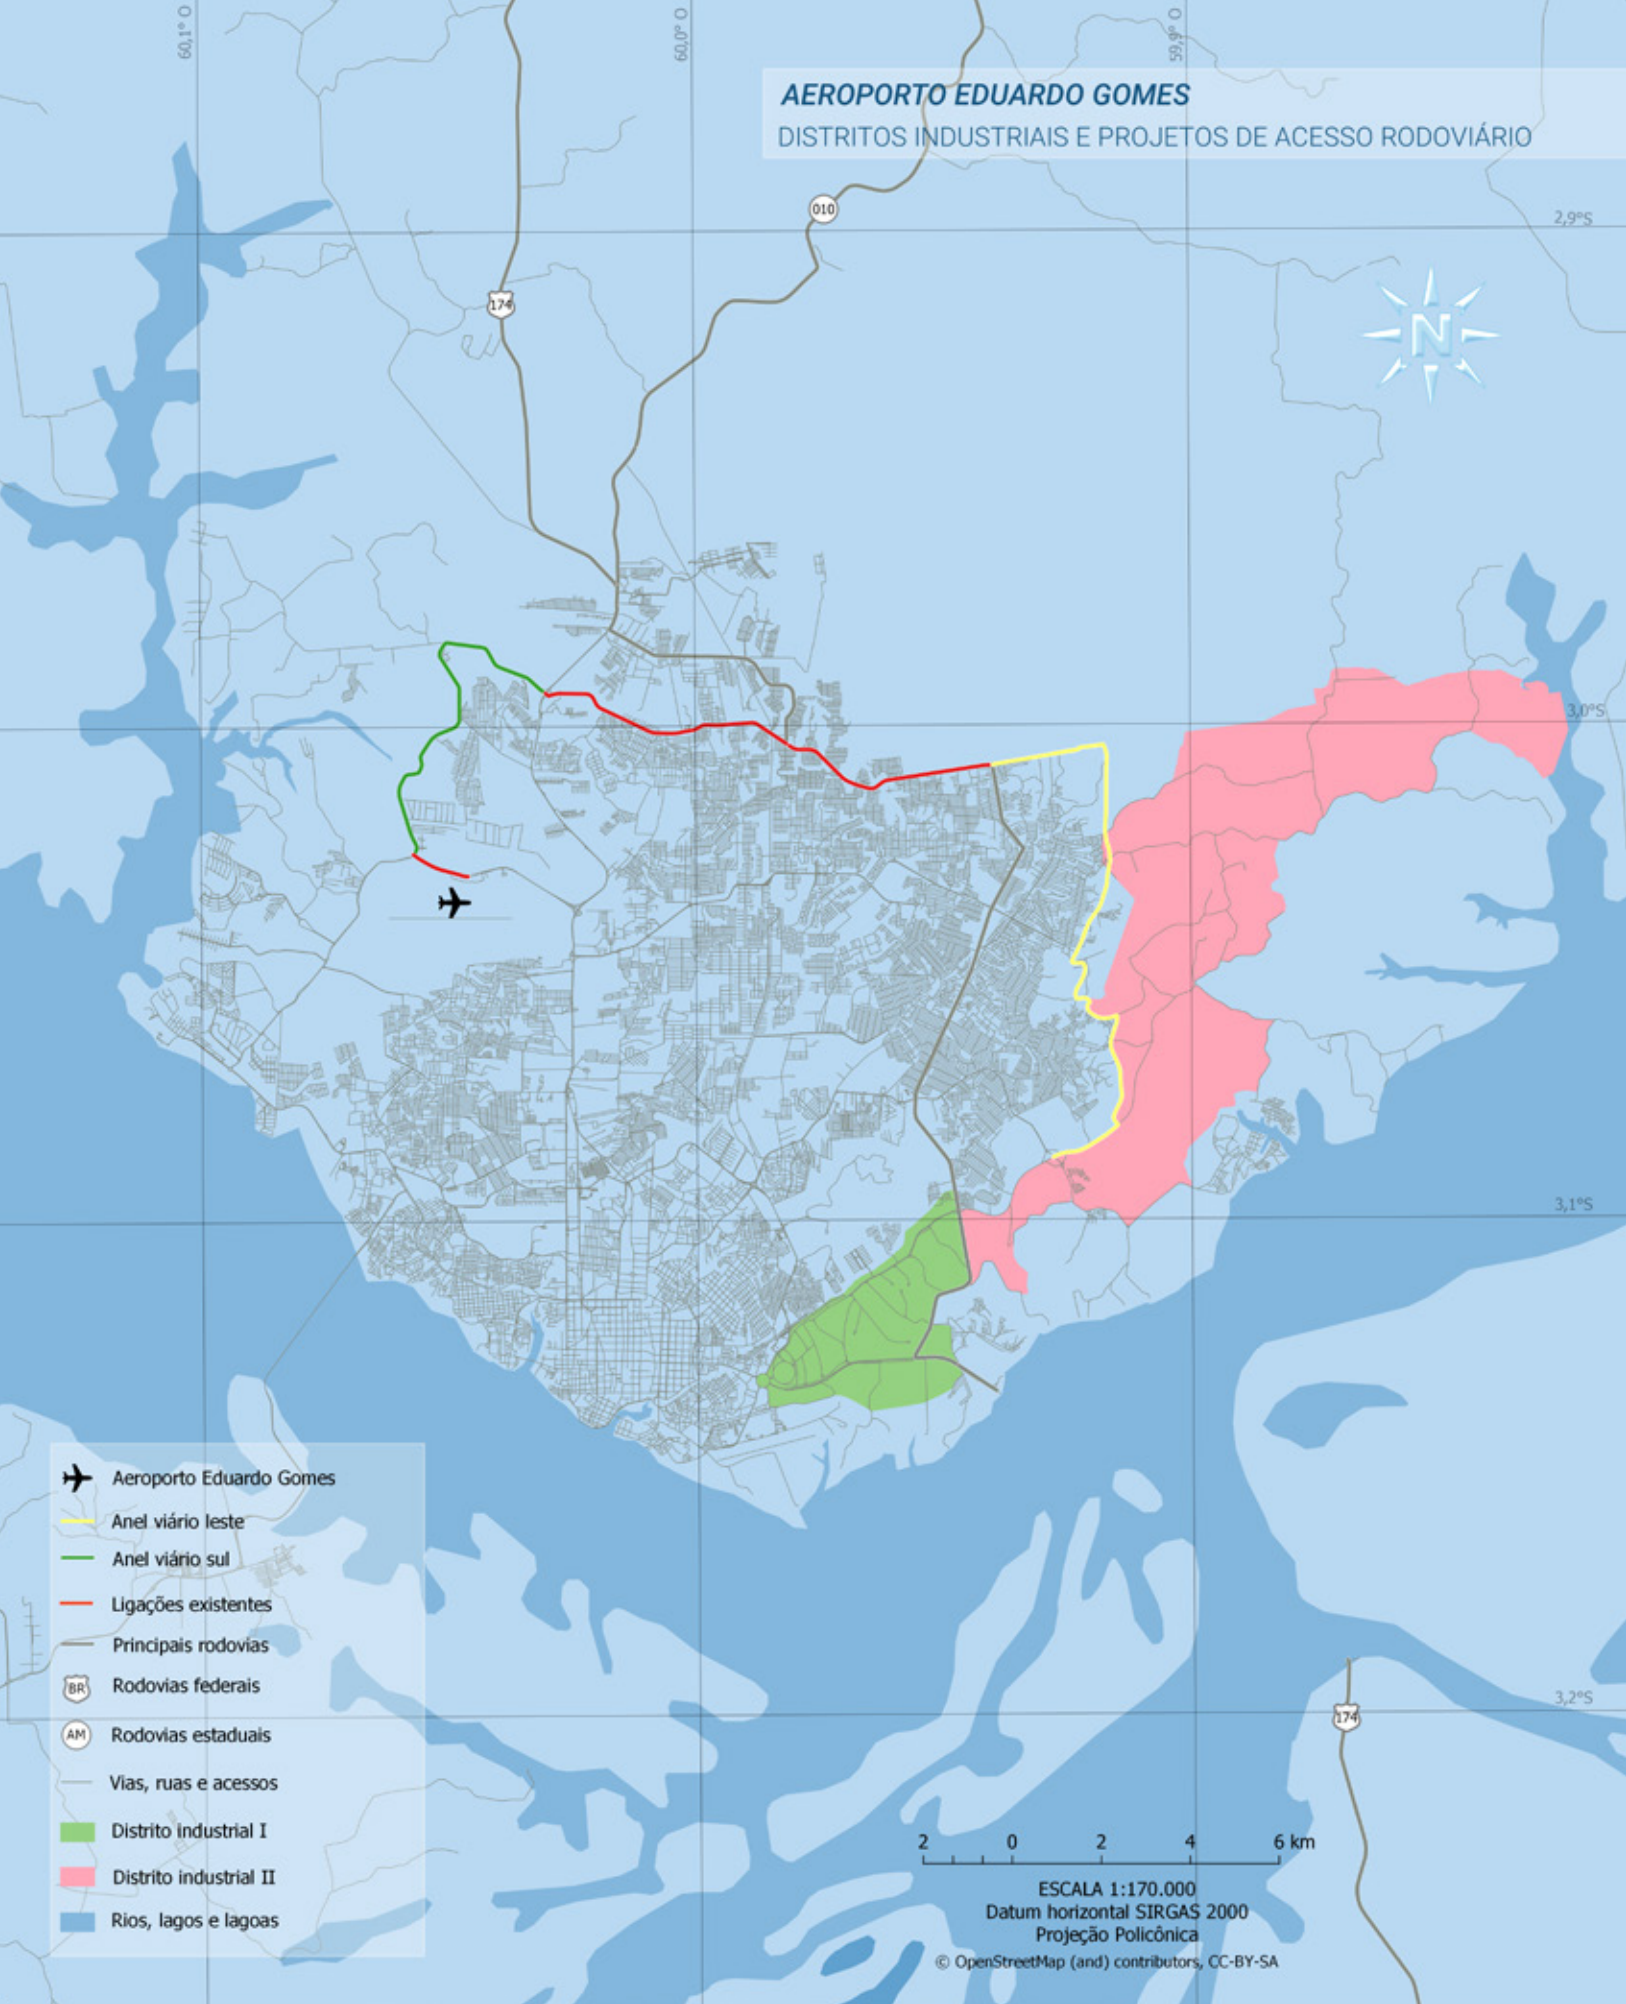 60,1° O
60,0° O
59,9° O
AEROPORTO EDUARDO GOMES
DISTRITOS INDUSTRIAIS E PROJETOS DE ACESSO RODOVIÁRIO
010
2,9°S
174
N
3,0°S
3,1°S
Aeroporto Eduardo Gomes
Anel viário leste
Anel viário sul
Ligações existentes
Principais rodovias
BR Rodovias federais
AM Rodovias estaduais
Vias, ruas e acessos
Distrito industrial I
Distrito industrial II
Rios, lagos e lagoas
3,2°S
174
2 0 2 4 6 km
ESCALA 1:170.000
Datum horizontal SIRGAS 2000
Projeção Policônica
© OpenStreetMap (and) contributors, CC-BY-SA